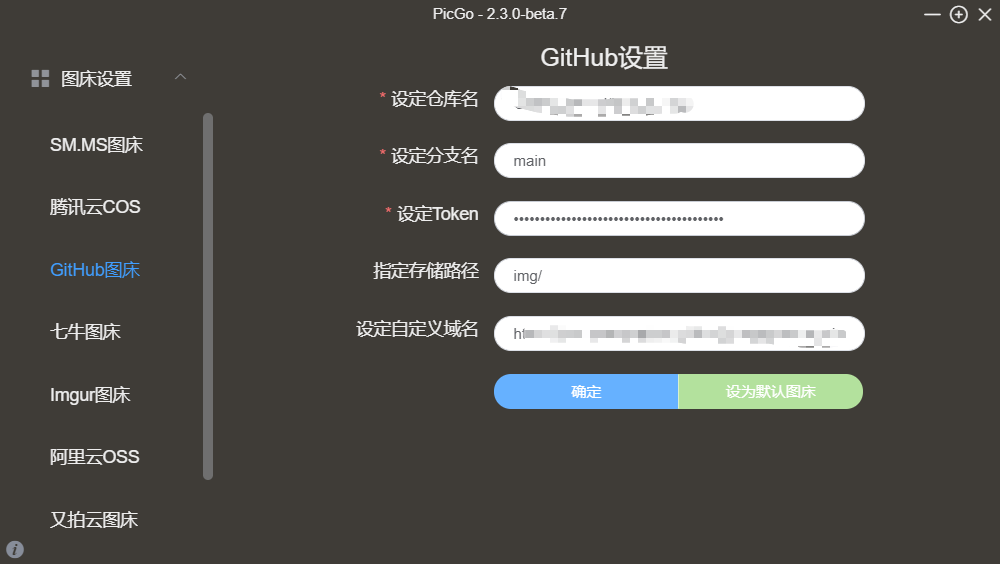 PicGo - 2.3.0-beta.7
图床设置
SM.MS图床
腾讯云COS
GitHub图床
七牛图床
Imgur图床
阿里云OSS
又拍云图床
GitHub设置
* 设定仓库名
* 设定分支名
main
* 设定Token
指定存储路径
img/
设定自定义域名
确定
设为默认图床